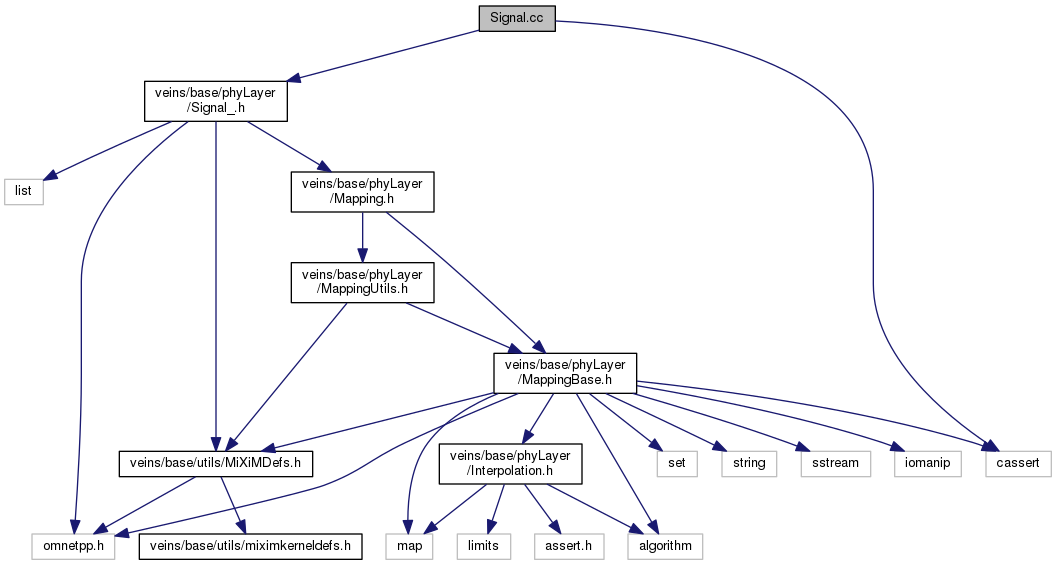 Signal.cc
veins/base/phyLayer
/Signal_.h
list
veins/base/phyLayer
/Mapping.h
veins/base/phyLayer
/MappingUtils.h
veins/base/phyLayer
/MappingBase.h
veins/base/utils/MiXiMDefs.h
veins/base/phyLayer
/Interpolation.h
set
string
sstream
iomanip
cassert
omnetpp.h
veins/base/utils/miximkerneldefs.h
map
limits
assert.h
algorithm